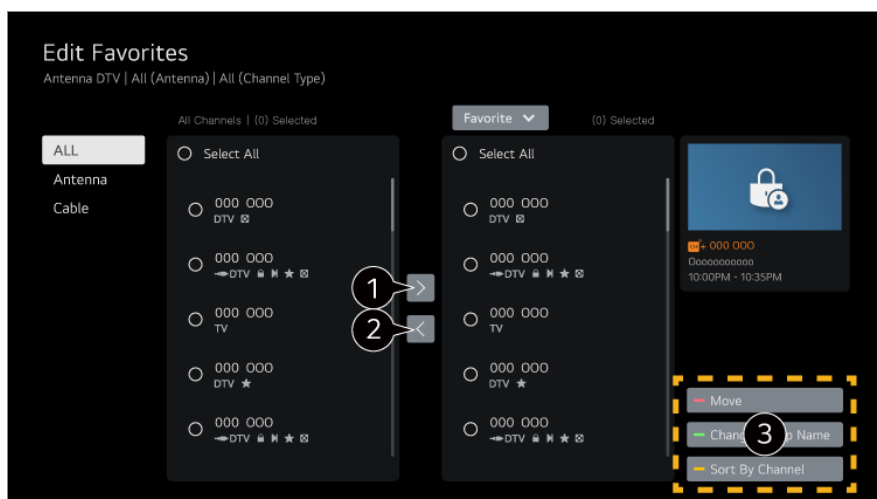 Edit Favorites
Antenna DTV | All (Antenna) | All (Channel Type)
All Channels | (0) Selected
Favorite
(0) Selected
ALL
Antenna
Cable
Select All
000 000
DTV
000 000
DTV
000 000
TV
000 000
DTV
000 000
DTV
1
2
Select All
000 000
DTV
000 000
DTV
000 000
TV
000 000
DTV
000 000
DTV
CH+ 000 000
Oooooooooo
10:00PM - 10:35PM
Move
Name
Sort By Channel
3